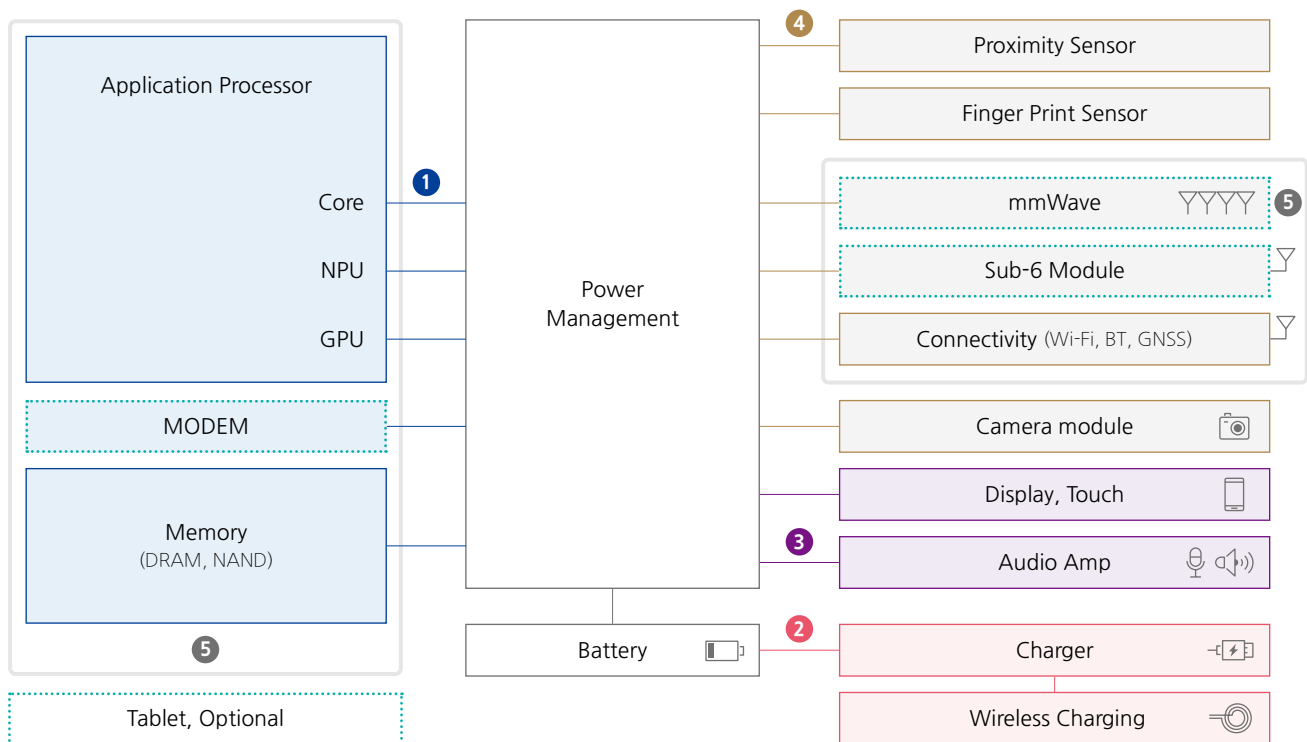 Application Processor
Core
NPU
GPU
MODEM
Memory
(DRAM, NAND)
5
Tablet, Optional
1
Power
Management
Battery
4
Proximity Sensor
Finger Print Sensor
mmWave
5
Sub-6 Module
Connectivity (Wi-Fi, BT, GNSS)
Camera module
Display, Touch
3
Audio Amp
2
Charger
Wireless Charging